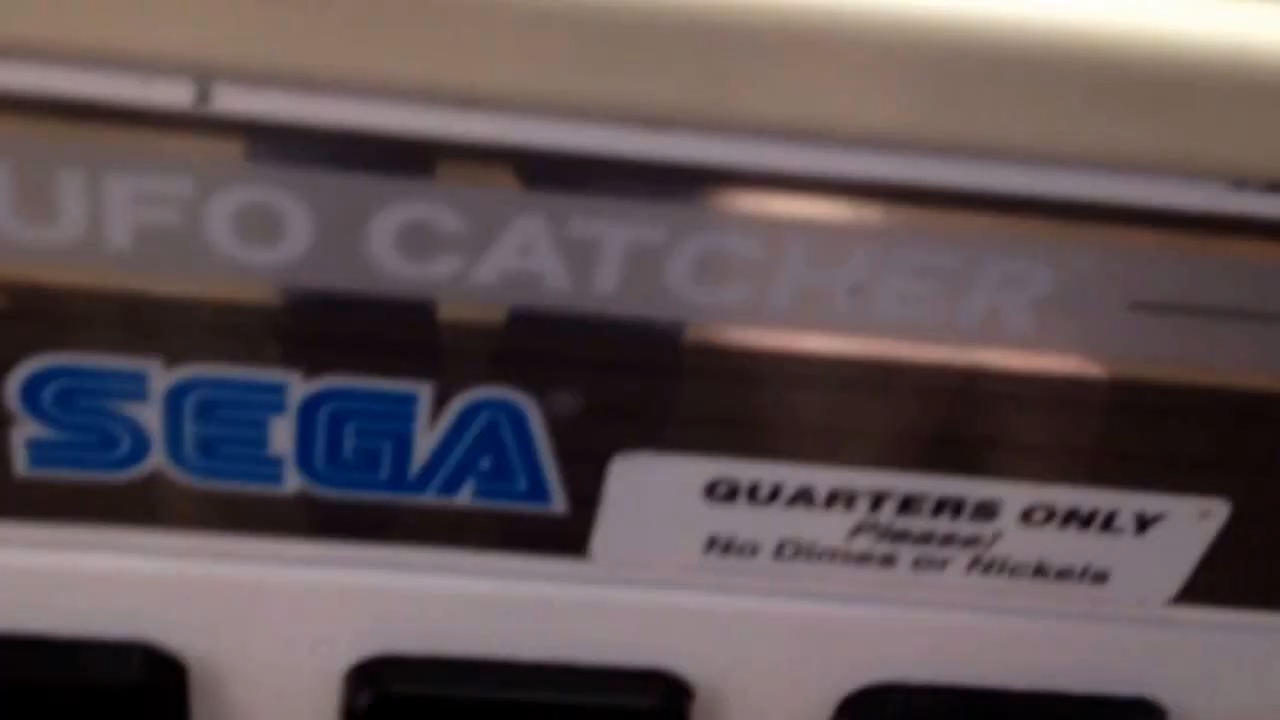 UFO CATCHER
SEGA
QUARTERS ONLY
Please!
No Dimes or Nickels